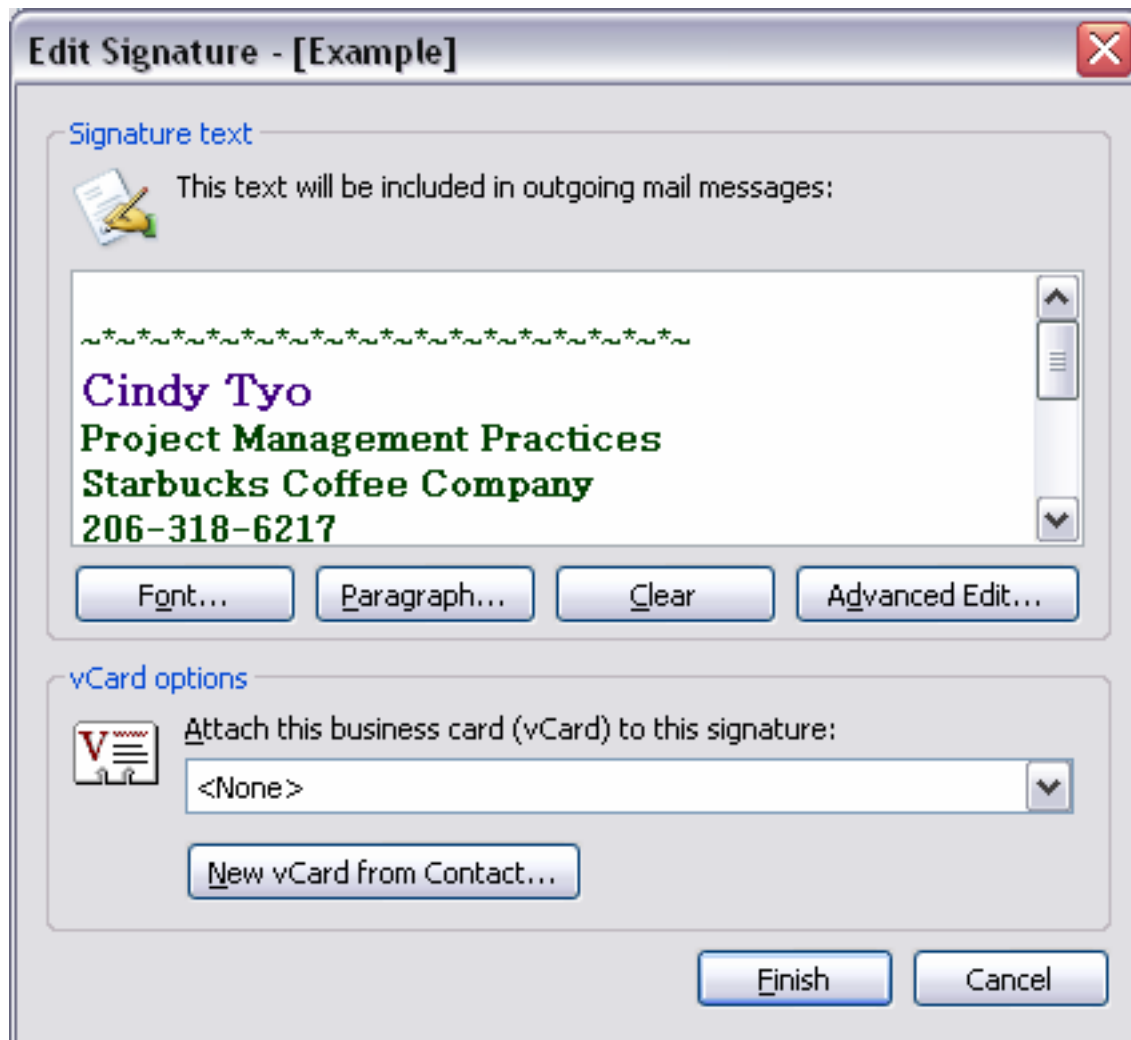 Edit Signature - [Example]
Signature text
This text will be included in outgoing mail messages:
~*~*~*~*~*~*~*~*~*~*~*~*~*~*~*~*~*~
Cindy Tyo
Project Management Practices
Starbucks Coffee Company
206-318-6217
Font...
Paragraph...
Clear
Advanced Edit...
vCard options
V
Attach this business card (vCard) to this signature:
<None>
New vCard from Contact...
Finish
Cancel